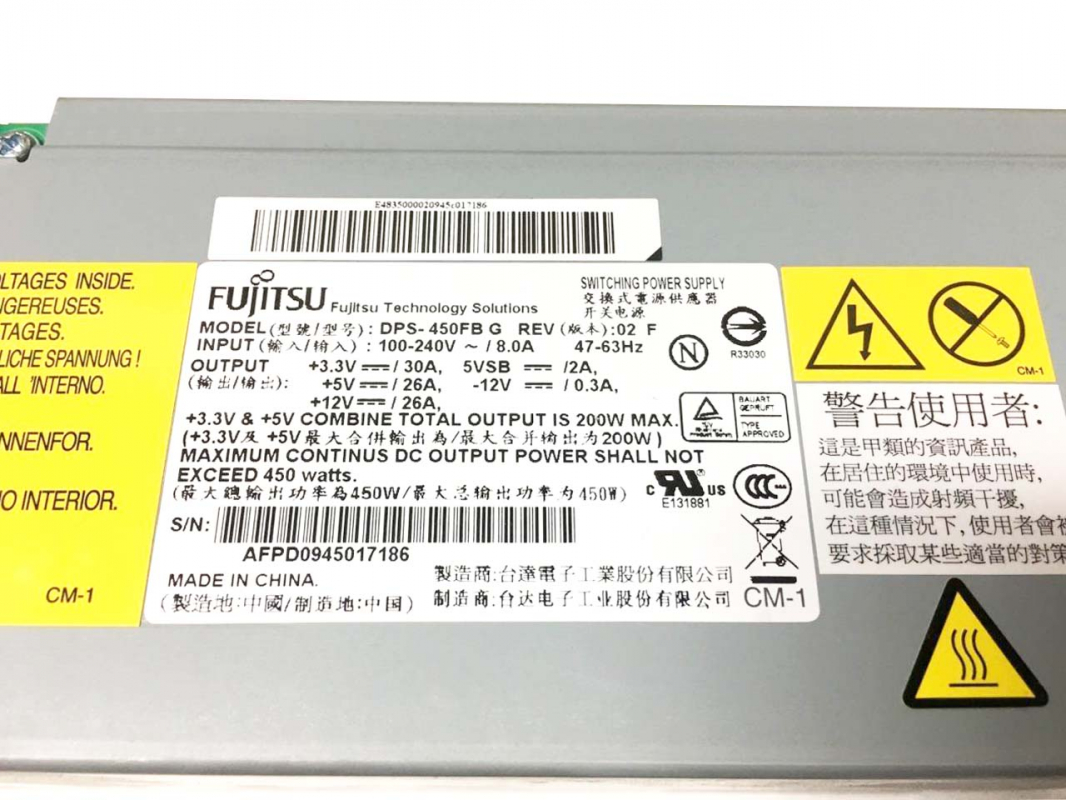 E4835000020945c017186
OLTAGES INSIDE.
NGEREUSES.
TAGES.
LICHE SPANNUNG !
ALL 'INTERNO.
NNENFOR.
O INTERIOR.
CM-1
FUJITSU Fujitsu Technology Solutions
SWITCHING POWER SUPPLY
交換式電源供應器
开关电源
MODEL(型號/型号): DPS-450FB G REV (版本):02 F
INPUT (輸入/输入) : 100-240V ~ / 8.0A 47-63Hz
OUTPUT +3.3V / 30A, 5VSB /2A,
(輸出/输出): +5V / 26A, -12V / 0.3A,
+12V / 26A,
+3.3V & +5V COMBINE TOTAL OUTPUT IS 200W MAX.
(+3.3V及 +5V最大合併輸出為/最大合并输出为200W)
MAXIMUM CONTINUS DC OUTPUT POWER SHALL NOT
EXCEED 450 watts.
(最大總輸出功率為450W/最大总输出功率为450W)
S/N:
AFPD0945017186
MADE IN CHINA.
(製造地:中國/制造地:中国)
製造商:台達電子工業股份有限公司
制造商:台达电子工业股份有限公司
N
R33030
BAUART
GEPRUFT
TYPE
APPROVED
c RU US
E131881
CCC
CM-1
CM-1
警告使用者:
這是甲類的資訊產品,
在居住的環境中使用時,
可能會造成射頻干擾,
在這種情況下,使用者會被
要求採取某些適當的對策